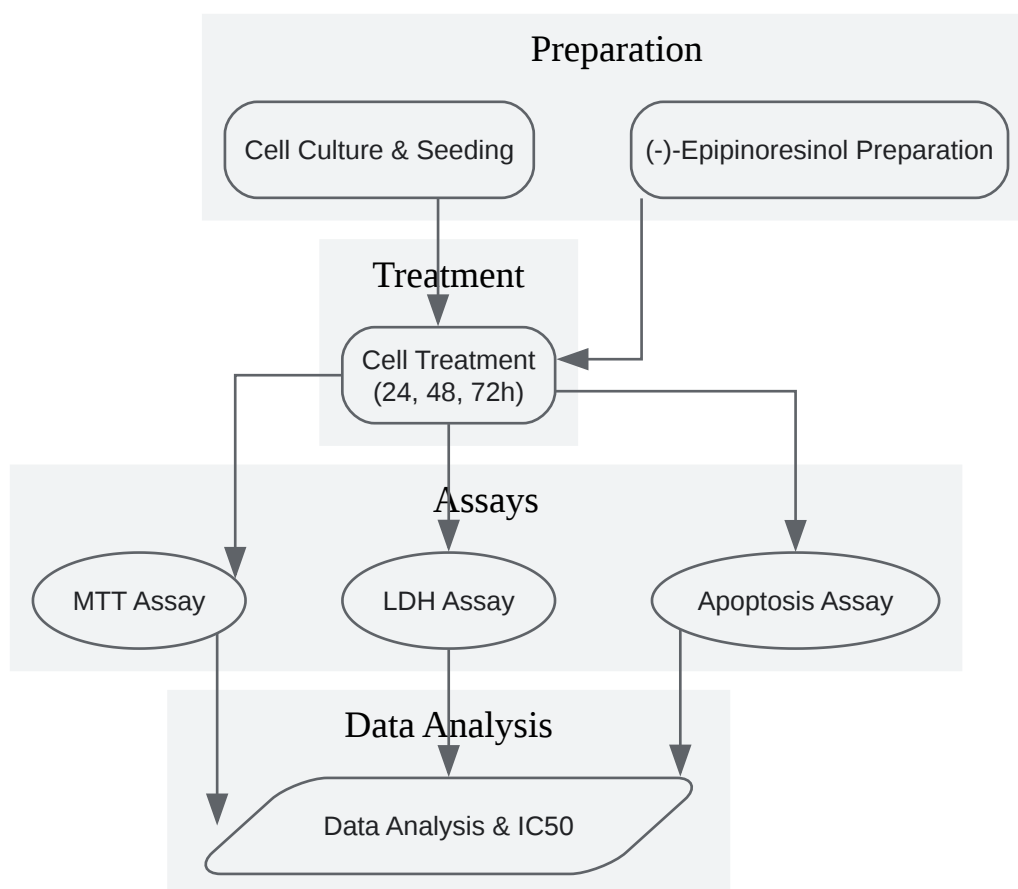 Preparation
Cell Culture & Seeding
(-)-Epipinoresinol Preparation
Treatment
Cell Treatment
(24, 48, 72h)
Assays
MTT Assay
LDH Assay
Apoptosis Assay
Data Analysis
Data Analysis & IC50